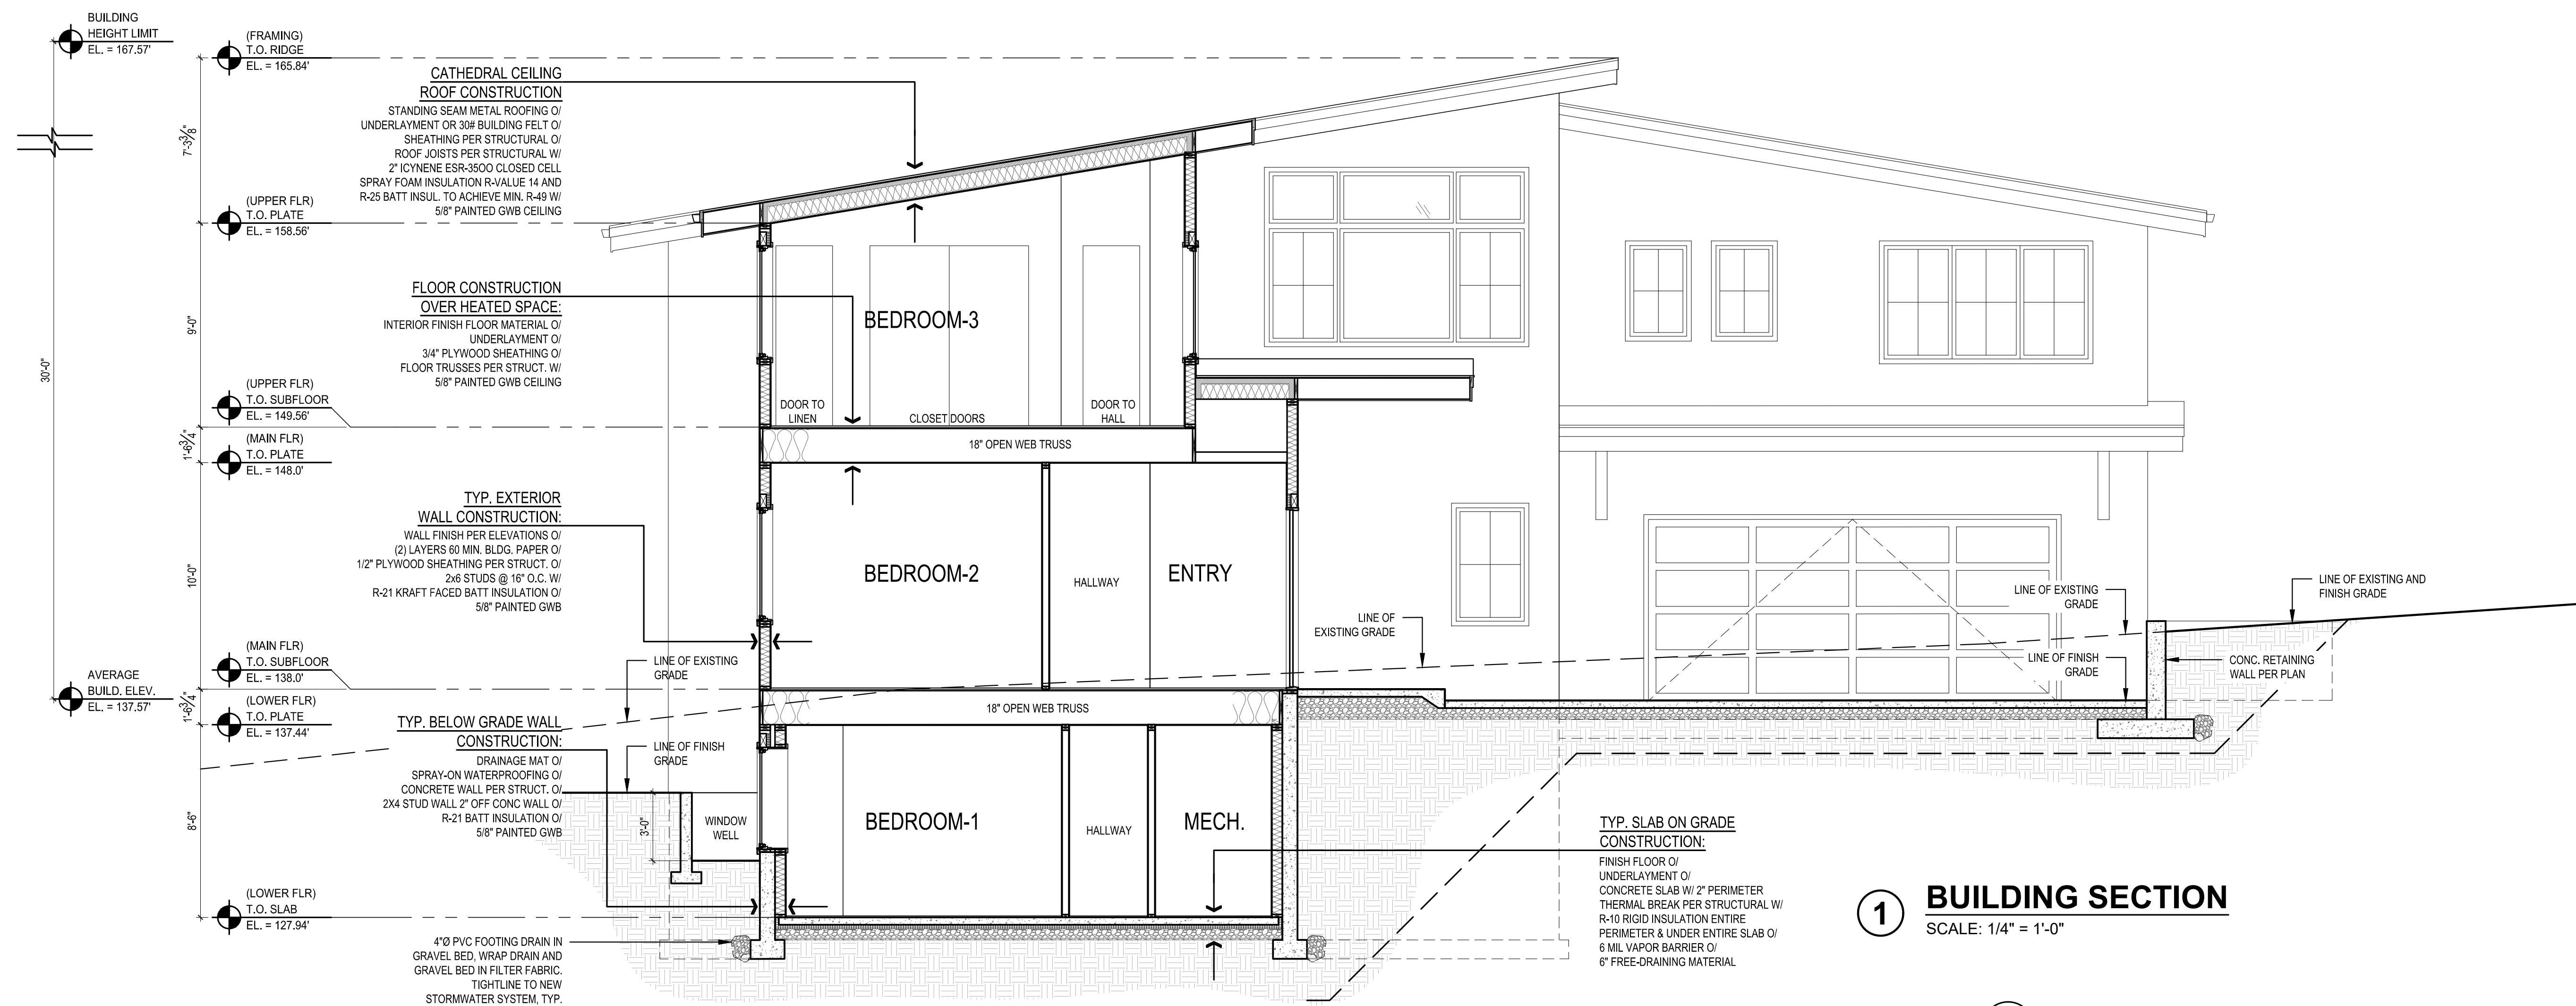 BUILDING
HEIGHT LIMIT
EL. = 167.57'
(FRAMING)
T.O. RIDGE
EL. = 165.84'
CATHEDRAL CEILING
ROOF CONSTRUCTION
STANDING SEAM METAL ROOFING O/
UNDERLAYMENT OR 30# BUILDING FELT O/
SHEATHING PER STRUCTURAL O/
ROOF JOISTS PER STRUCTURAL W/
2" ICYNENE ESR-35OO CLOSED CELL
SPRAY FOAM INSULATION R-VALUE 14 AND
R-25 BATT INSUL. TO ACHIEVE MIN. R-49 W/
5/8" PAINTED GWB CEILING
7'-3 3/8"
(UPPER FLR)
T.O. PLATE
EL. = 158.56'
FLOOR CONSTRUCTION
OVER HEATED SPACE:
INTERIOR FINISH FLOOR MATERIAL O/
UNDERLAYMENT O/
3/4" PLYWOOD SHEATHING O/
FLOOR TRUSSES PER STRUCT. W/
5/8" PAINTED GWB CEILING
9'-0"
30'-0"
BEDROOM-3
(UPPER FLR)
T.O. SUBFLOOR
EL. = 149.56'
DOOR TO
LINEN
CLOSET DOORS
DOOR TO
HALL
1'-6 3/4"
(MAIN FLR)
T.O. PLATE
EL. = 148.0'
18" OPEN WEB TRUSS
TYP. EXTERIOR
WALL CONSTRUCTION:
WALL FINISH PER ELEVATIONS O/
(2) LAYERS 60 MIN. BLDG. PAPER O/
1/2" PLYWOOD SHEATHING PER STRUCT. O/
2x6 STUDS @ 16" O.C. W/
R-21 KRAFT FACED BATT INSULATION O/
5/8" PAINTED GWB
10'-0"
BEDROOM-2
HALLWAY
ENTRY
LINE OF
EXISTING GRADE
LINE OF EXISTING
GRADE
LINE OF EXISTING AND
FINISH GRADE
LINE OF FINISH
GRADE
CONC. RETAINING
WALL PER PLAN
(MAIN FLR)
T.O. SUBFLOOR
EL. = 138.0'
AVERAGE
BUILD. ELEV.
EL. = 137.57'
LINE OF EXISTING
GRADE
1'-6 3/4"
(LOWER FLR)
T.O. PLATE
EL. = 137.44'
18" OPEN WEB TRUSS
TYP. BELOW GRADE WALL
CONSTRUCTION:
DRAINAGE MAT O/
SPRAY-ON WATERPROOFING O/
CONCRETE WALL PER STRUCT. O/
2X4 STUD WALL 2" OFF CONC WALL O/
R-21 BATT INSULATION O/
5/8" PAINTED GWB
LINE OF FINISH
GRADE
8'-6"
3'-0"
WINDOW
WELL
BEDROOM-1
HALLWAY
MECH.
(LOWER FLR)
T.O. SLAB
EL. = 127.94'
4"Ø PVC FOOTING DRAIN IN
GRAVEL BED, WRAP DRAIN AND
GRAVEL BED IN FILTER FABRIC.
TIGHTLINE TO NEW
STORMWATER SYSTEM, TYP.
TYP. SLAB ON GRADE
CONSTRUCTION:
FINISH FLOOR O/
UNDERLAYMENT O/
CONCRETE SLAB W/ 2" PERIMETER
THERMAL BREAK PER STRUCTURAL W/
R-10 RIGID INSULATION ENTIRE
PERIMETER & UNDER ENTIRE SLAB O/
6 MIL VAPOR BARRIER O/
6" FREE-DRAINING MATERIAL
1
BUILDING SECTION
SCALE: 1/4" = 1'-0"